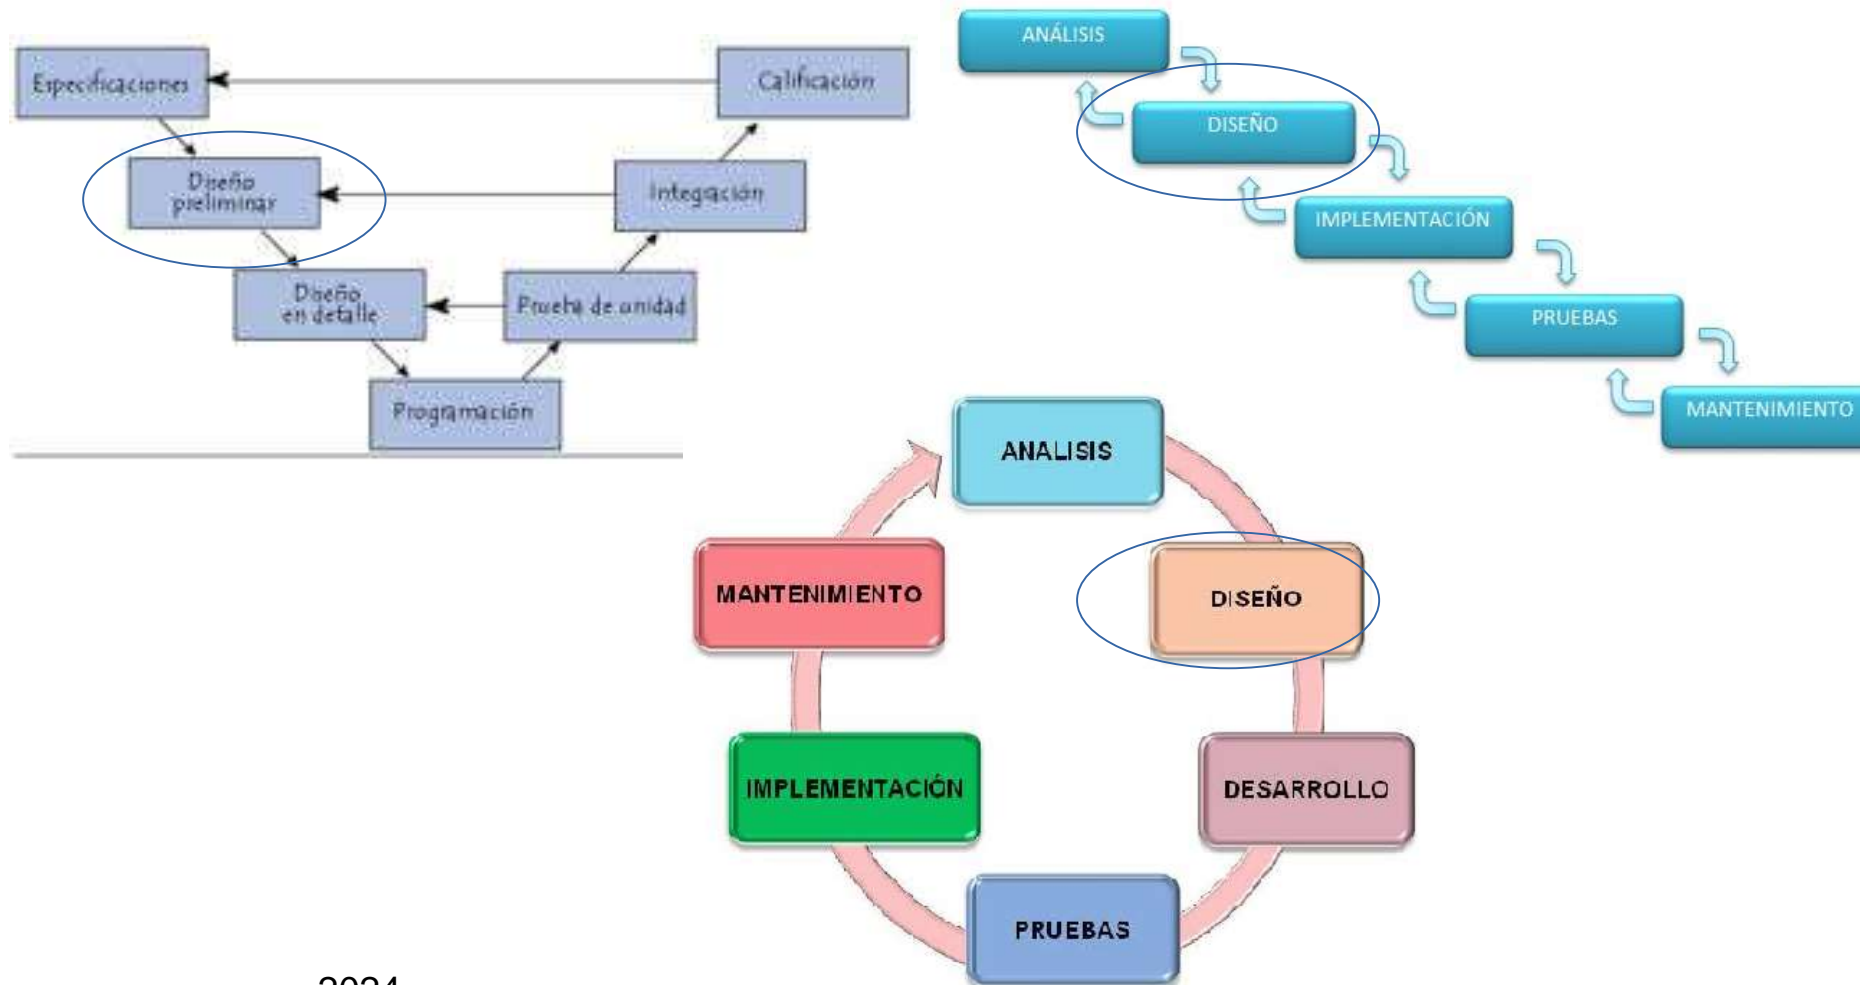 Especificaciones
Calificación
Diseño
preliminar
Integración
Diseño
en detalle
Prueba de unidad
Programación
ANÁLISIS
DISEÑO
IMPLEMENTACIÓN
PRUEBAS
MANTENIMIENTO
ANALISIS
DISEÑO
DESARROLLO
PRUEBAS
IMPLEMENTACIÓN
MANTENIMIENTO
2024